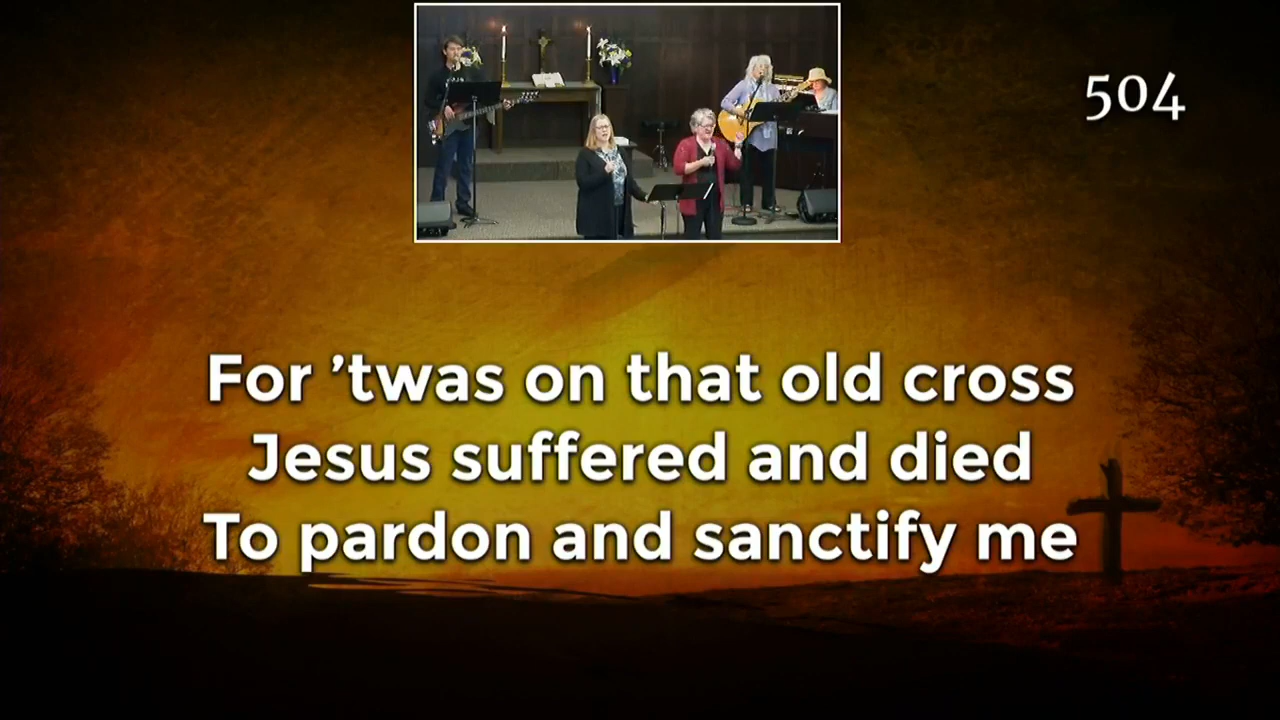 504
For ’twas on that old cross
Jesus suffered and died
To pardon and sanctify me